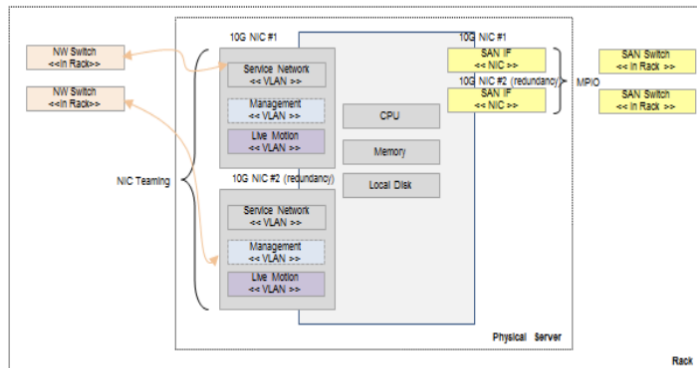 10G NIC #1
10G NIC #1
NW Switch
<<In Rack>>
NW Switch
<<In Rack>>
Service Network
<< VLAN >>
Management
<< VLAN >>
Live Motion
<< VLAN >>
SAN IF
<< NIC >>
10G NIC #2 (redundancy)
SAN IF
<< NIC >>
MPIO
SAN Switch
<< In Rack>>
SAN Switch
<< In Rack>>
CPU
Memory
Local Disk
NIC Teaming
10G NIC #2 (redundancy)
Service Network
<< VLAN >>
Management
<< VLAN >>
Live Motion
<< VLAN >>
Physical Server
Rack